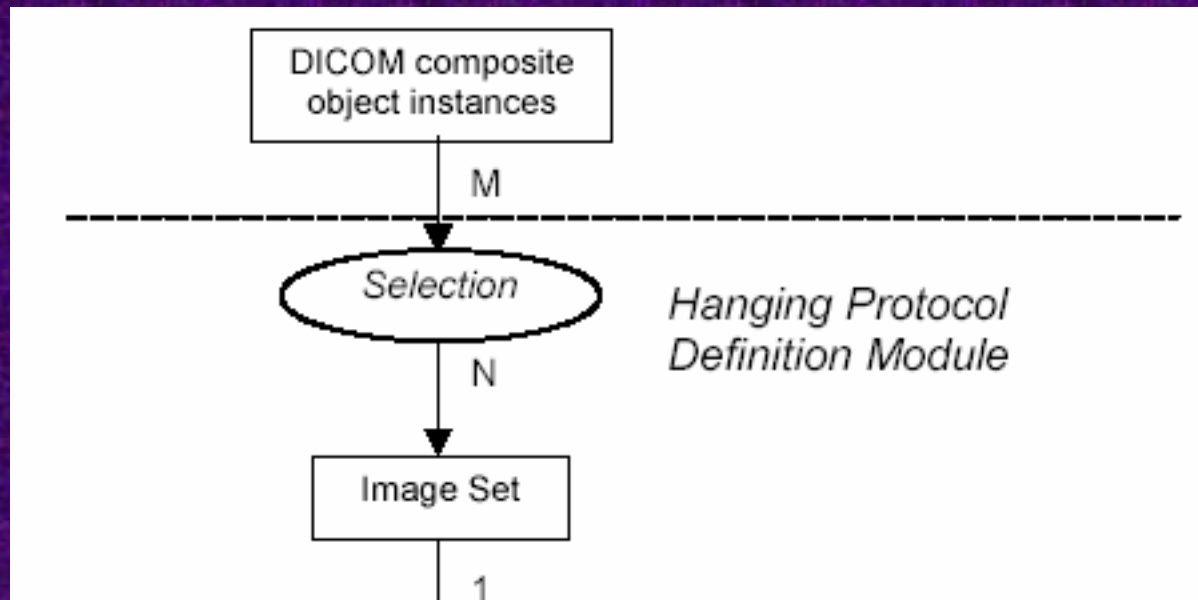 DICOM composite
object instances
M
Selection
Hanging Protocol
Definition Module
N
Image Set
1